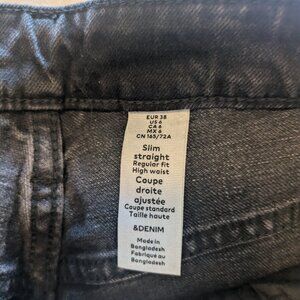 EUR 38
US 6
CA 6
MX 6
CN 165/72A
Slim
straight
Regular fit
High waist
Coupe
droite
ajustée
Coupe standard
Taille haute
&DENIM
Made in
Bangladesh
Fabriqué au
Bangladesh